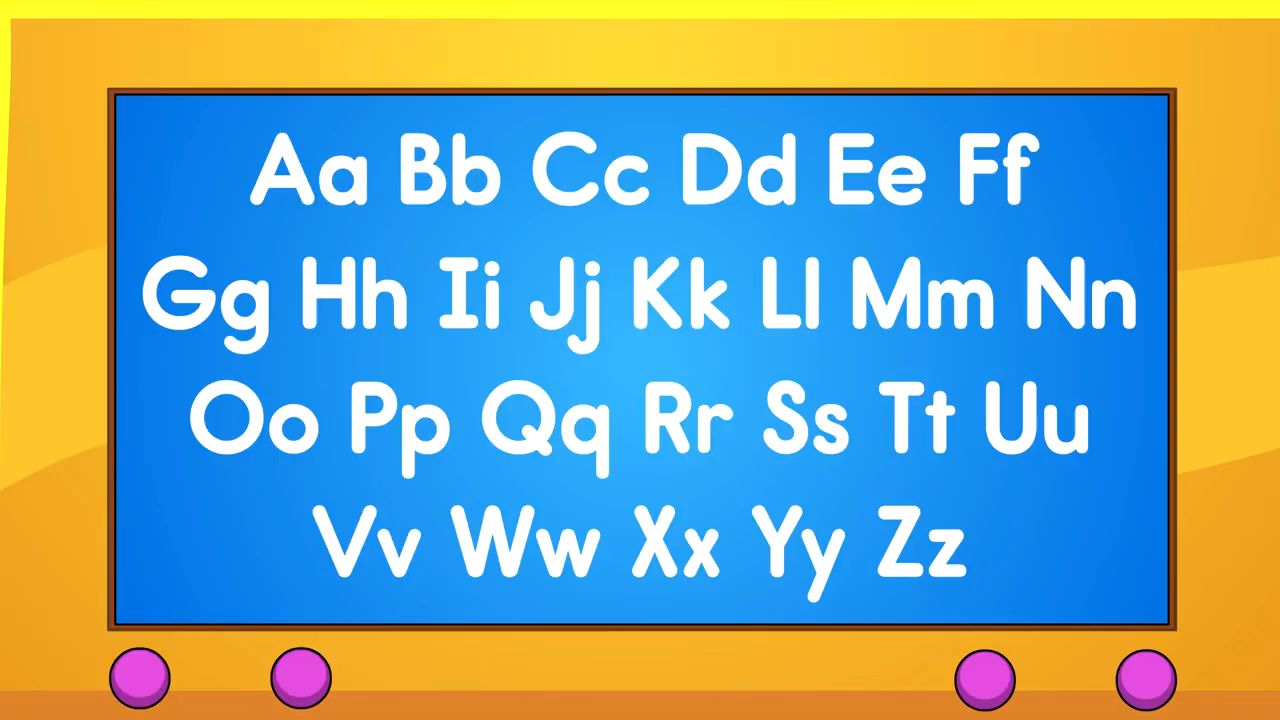 Aa Bb Cc Dd Ee Ff
Gg Hh Ii Jj Kk Ll Mm Nn
Oo Pp Qq Rr Ss Tt Uu
Vv Ww Xx Yy Zz